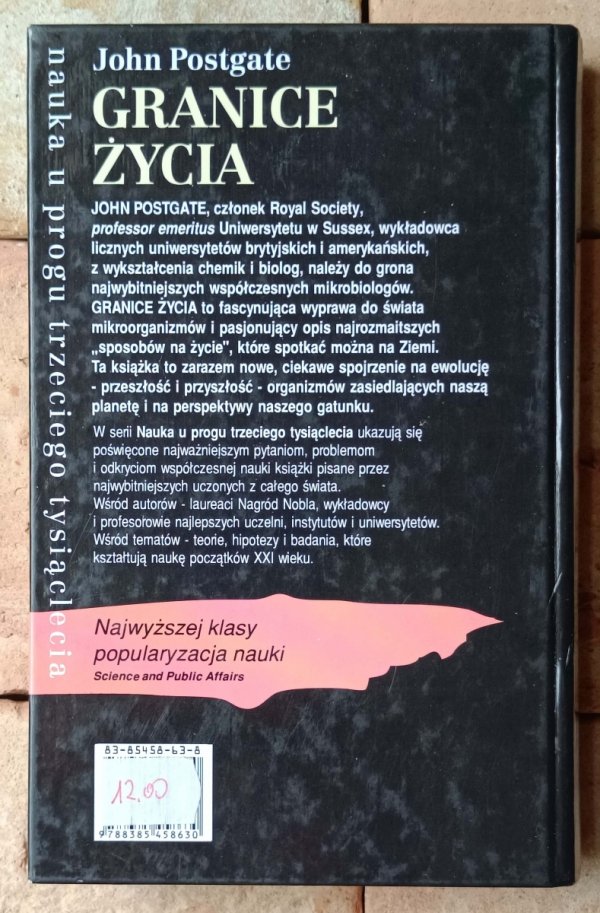 nauka u progu trzeciego tysiąclecia
John Postgate
GRANICE
ŻYCIA
JOHN POSTGATE, członek Royal Society,
professor emeritus Uniwersytetu w Sussex, wykładowca
licznych uniwersytetów brytyjskich i amerykańskich,
z wykształcenia chemik i biolog, należy do grona
najwybitniejszych współczesnych mikrobiologów.
GRANICE ŻYCIA to fascynująca wyprawa do świata
mikroorganizmów i pasjonujący opis najrozmaitszych
„sposobów na życie", które spotkać można na Ziemi.
Ta książka to zarazem nowe, ciekawe spojrzenie na ewolucję
- przeszłość i przyszłość - organizmów zasiedlających naszą
planetę i na perspektywy naszego gatunku.
W serii Nauka u progu trzeciego tysiąclecia ukazują się
poświęcone najważniejszym pytaniom, problemom
i odkryciom współczesnej nauki książki pisane przez
najwybitniejszych uczonych z całego świata.
Wśród autorów - laureaci Nagród Nobla, wykładowcy
i profesorowie najlepszych uczelni, instytutów i uniwersytetów.
Wśród tematów - teorie, hipotezy i badania, które
kształtują naukę początków XXI wieku.
Najwyższej klasy
popularyzacja nauki
Science and Public Affairs
83-85458-63-8
12.00
9 788385 458630